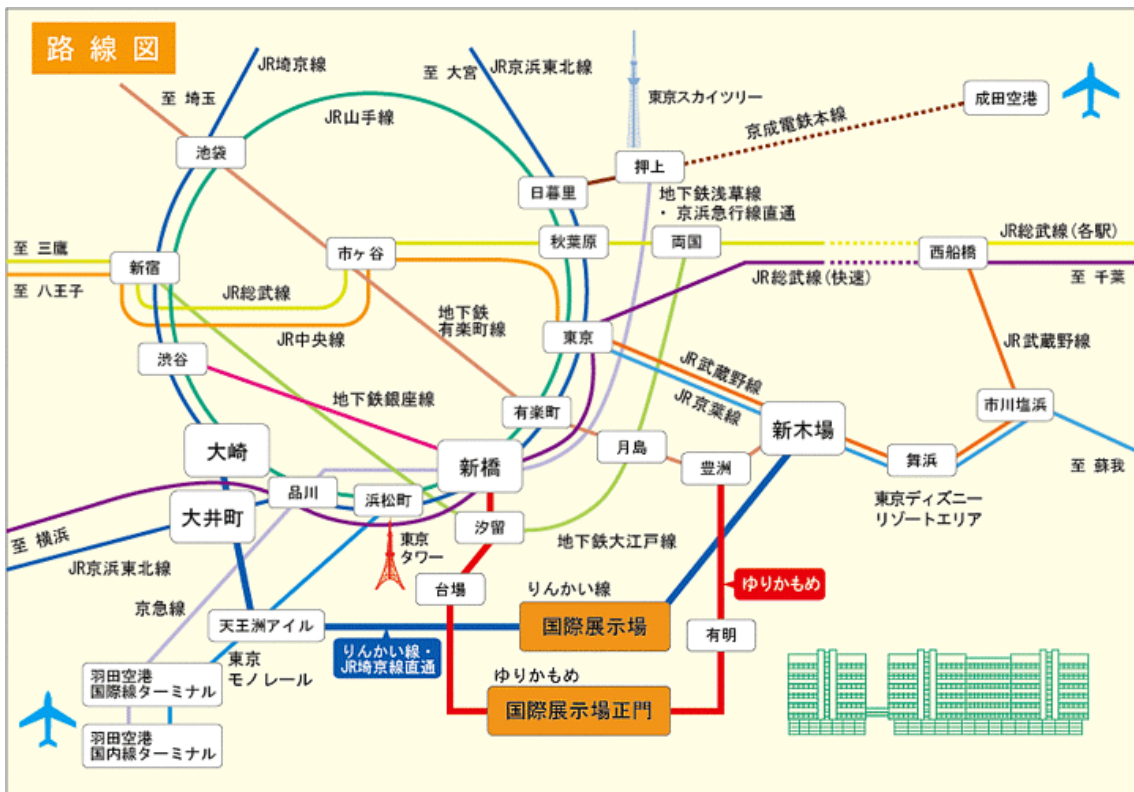 路線図
JR埼京線
至 大宮
JR京浜東北線
至 埼玉
JR山手線
東京スカイツリー
京成電鉄本線
成田空港
池袋
日暮里
押上
地下鉄浅草線
・京浜急行線直通
至 三鷹
新宿
市ヶ谷
秋葉原
両国
西船橋
JR総武線(各駅)
至 八王子
JR総武線
JR総武線(快速)
至 千葉
JR中央線
地下鉄
有楽町線
東京
JR武蔵野線
JR武蔵野線
渋谷
地下鉄銀座線
JR京葉線
有楽町
市川塩浜
大崎
新橋
月島
豊洲
新木場
舞浜
至 蘇我
品川
浜松町
大井町
汐留
東京ディズニー
リゾートエリア
至 横浜
東京
タワー
地下鉄大江戸線
JR京浜東北線
京急線
台場
りんかい線
ゆりかもめ
天王洲アイル
国際展示場
有明
りんかい線・
JR埼京線直通
東京
モノレール
ゆりかもめ
羽田空港
国際線ターミナル
国際展示場正門
羽田空港
国内線ターミナル